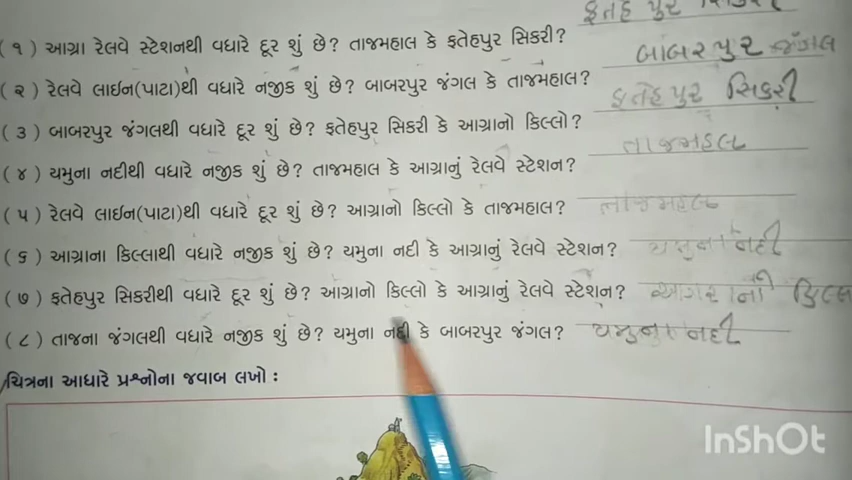 ફતેહ પુર સિકરી
(૧) આગ્રા રેલવે સ્ટેશનથી વધારે દૂર શું છે? તાજમહાલ કે ફતેહપુર સિકરી?
બાબરપુર જંગલ
(૨) રેલવે લાઈન(પાટા)થી વધારે નજીક શું છે? બાબરપુર જંગલ કે તાજમહાલ?
ફતેહપુર સિકરી
(૩) બાબરપુર જંગલથી વધારે દૂર શું છે? ફતેહપુર સિકરી કે આગ્રાનો કિલ્લો?
તાજમહલ
(૪) યમુના નદીથી વધારે નજીક શું છે? તાજમહાલ કે આગ્રાનું રેલવે સ્ટેશન?
(૫) રેલવે લાઈન(પાટા)થી વધારે દૂર શું છે? આગ્રાનો કિલ્લો કે તાજમહાલ? તાજમહલ
(૬) આગ્રાના કિલ્લાથી વધારે નજીક શું છે? યમુના નદી કે આગ્રાનું રેલવે સ્ટેશન? યમુના નદી
(૭) ફતેહપુર સિકરીથી વધારે દૂર શું છે? આગ્રાનો કિલ્લો કે આગ્રાનું રેલવે સ્ટેશન? આગરાનો કિલ્લ
(૮) તાજના જંગલથી વધારે નજીક શું છે? યમુના નદી કે બાબરપુર જંગલ? યમુના નદી
ચિત્રના આધારે પ્રશ્નોના જવાબ લખો :
InShOt